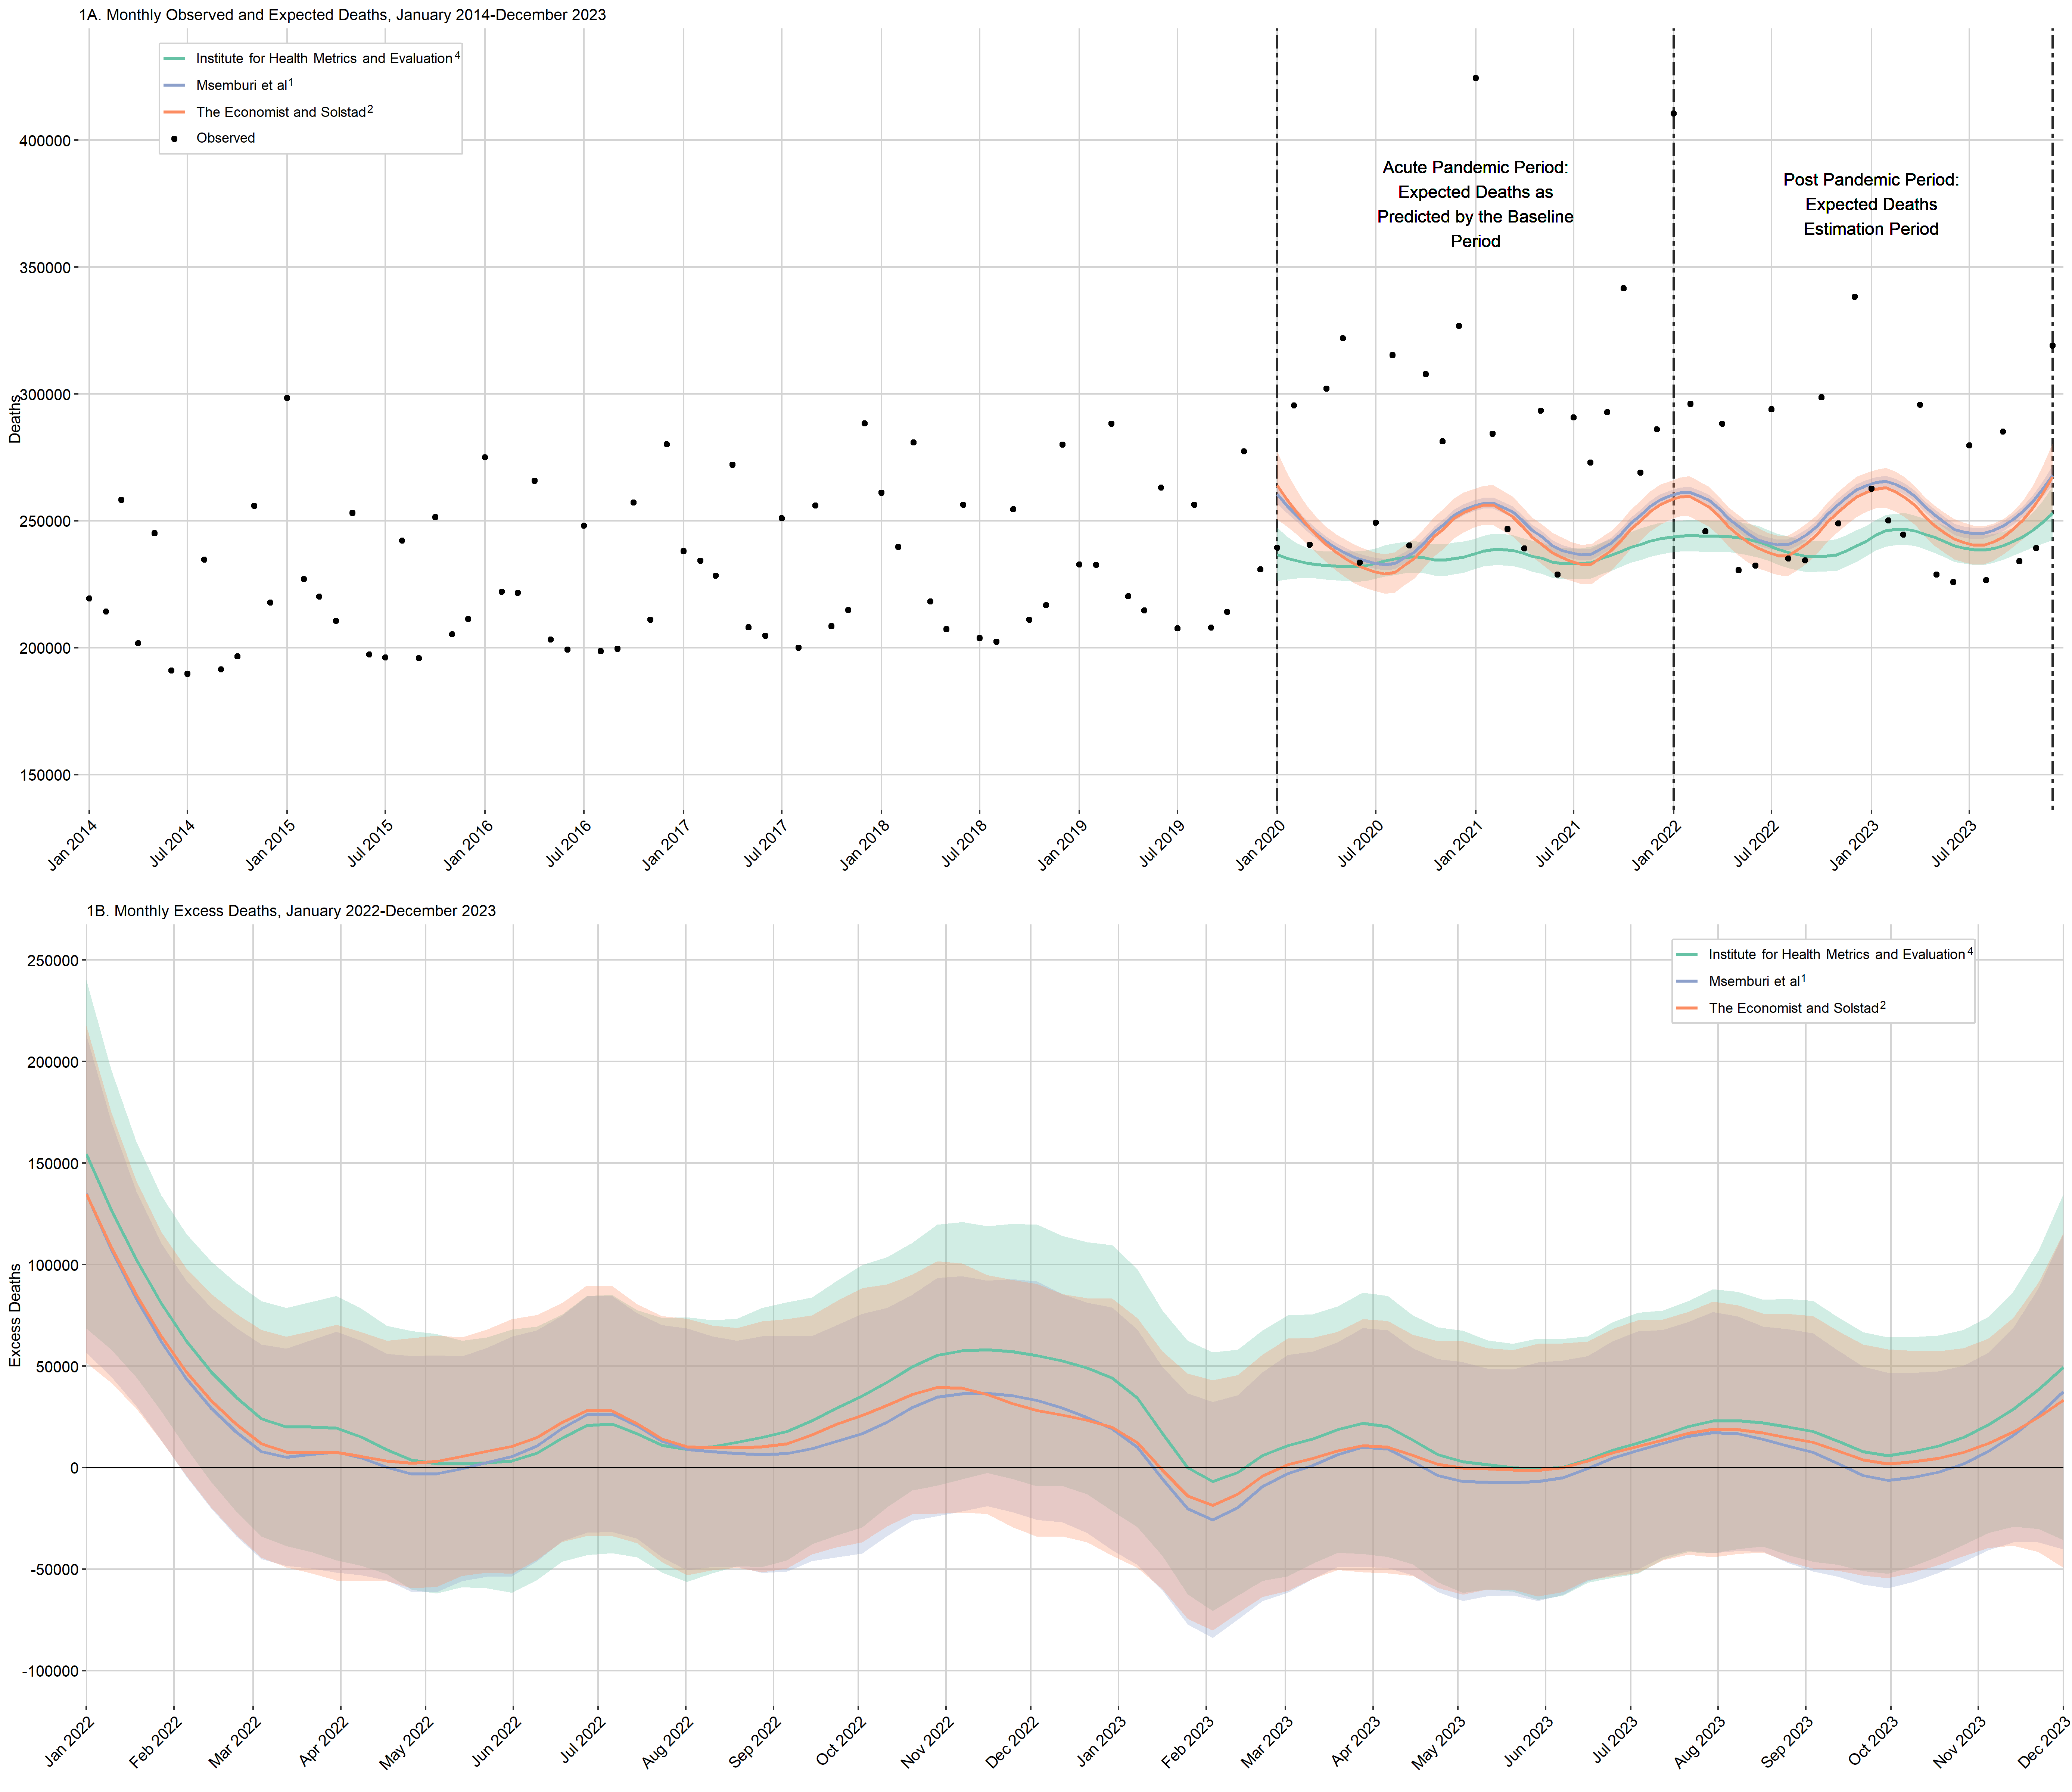 1A. Monthly Observed and Expected Deaths, January 2014-December 2023
Institute for Health Metrics and Evaluation4
Msemburi et al1
The Economist and Solstad2
Observed
Acute Pandemic Period:
Expected Deaths as
Predicted by the Baseline
Period
Post Pandemic Period:
Expected Deaths
Estimation Period
Deaths
400000
350000
300000
250000
200000
150000
Jan 2014
Jul 2014
Jan 2015
Jul 2015
Jan 2016
Jul 2016
Jan 2017
Jul 2017
Jan 2018
Jul 2018
Jan 2019
Jul 2019
Jan 2020
Jul 2020
Jan 2021
Jul 2021
Jan 2022
Jul 2022
Jan 2023
Jul 2023
1B. Monthly Excess Deaths, January 2022-December 2023
Institute for Health Metrics and Evaluation4
Msemburi et al1
The Economist and Solstad2
Excess Deaths
250000
200000
150000
100000
50000
0
-50000
-100000
Jan 2022
Feb 2022
Mar 2022
Apr 2022
May 2022
Jun 2022
Jul 2022
Aug 2022
Sep 2022
Oct 2022
Nov 2022
Dec 2022
Jan 2023
Feb 2023
Mar 2023
Apr 2023
May 2023
Jun 2023
Jul 2023
Aug 2023
Sep 2023
Oct 2023
Nov 2023
Dec 2023